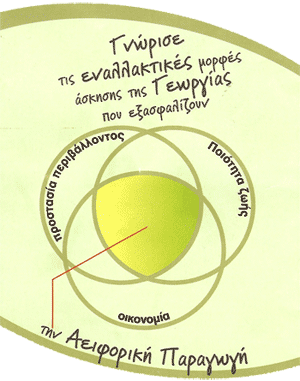 Γνώρισε
τις εναλλακτικές μορφές
άσκησης της Γεωργίας
που εξασφαλίζουν
προστασία περιβάλλοντος
Ποιότητα ζωής
οικονομία
την Αειφορική Παραγωγή